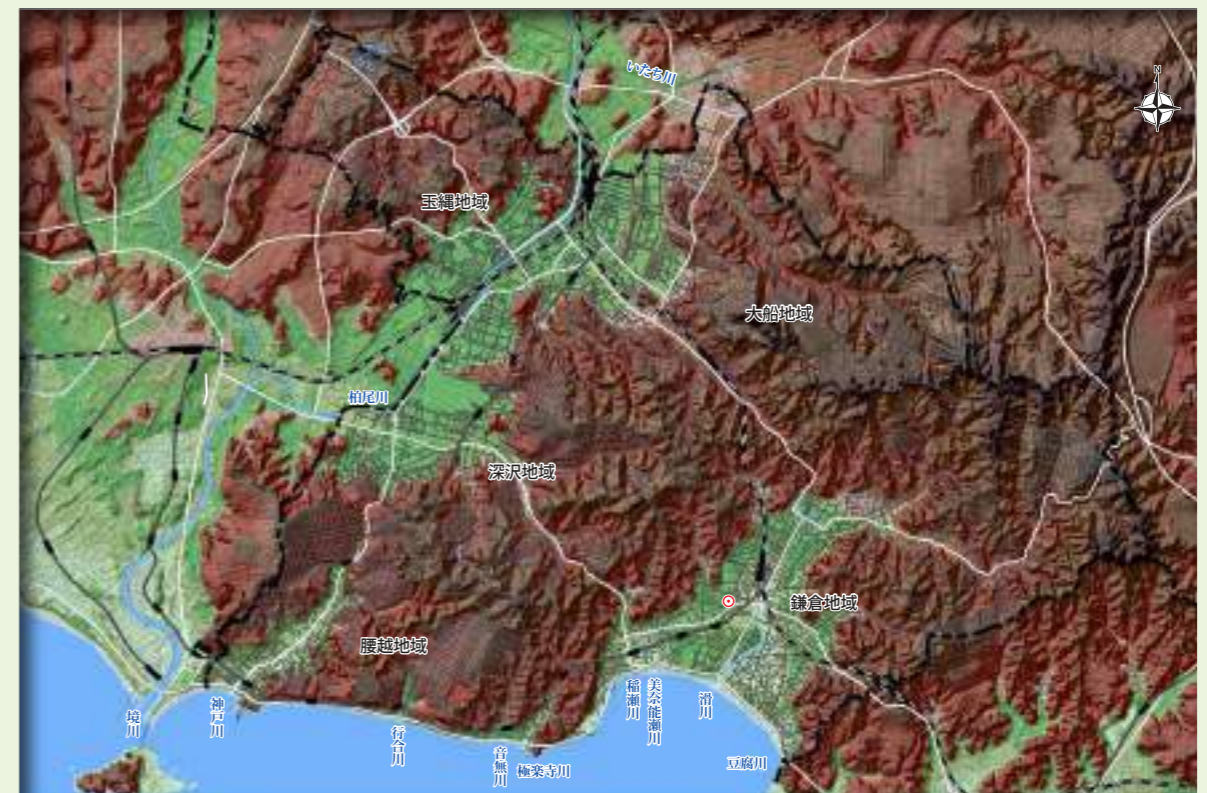 いたち川
N
玉縄地域
大船地域
柏尾川
深沢地域
鎌倉地域
腰越地域
境川
神戸川
行合川
音無川
極楽寺川
稲瀬川
美奈能瀬川
滑川
豆腐川